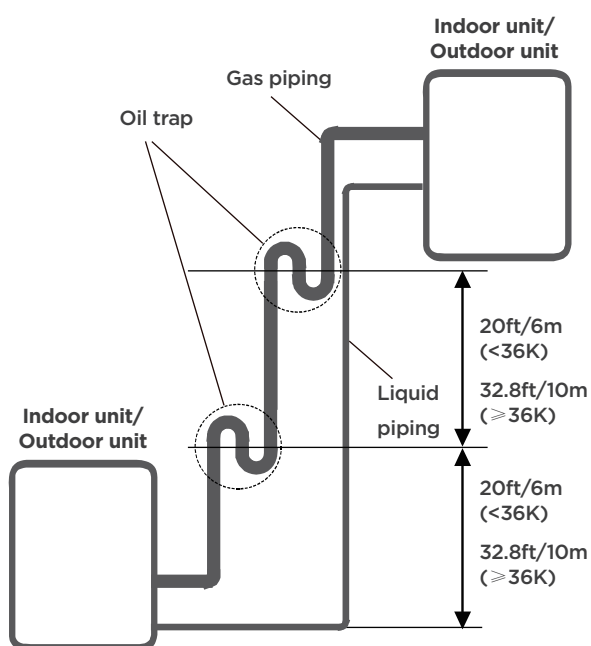 Indoor unit/
Outdoor unit
Gas piping
Oil trap
20ft/6m
(<36K)
32.8ft/10m
(⩾36K)
Liquid
piping
Indoor unit/
Outdoor unit
20ft/6m
(<36K)
32.8ft/10m
(⩾36K)